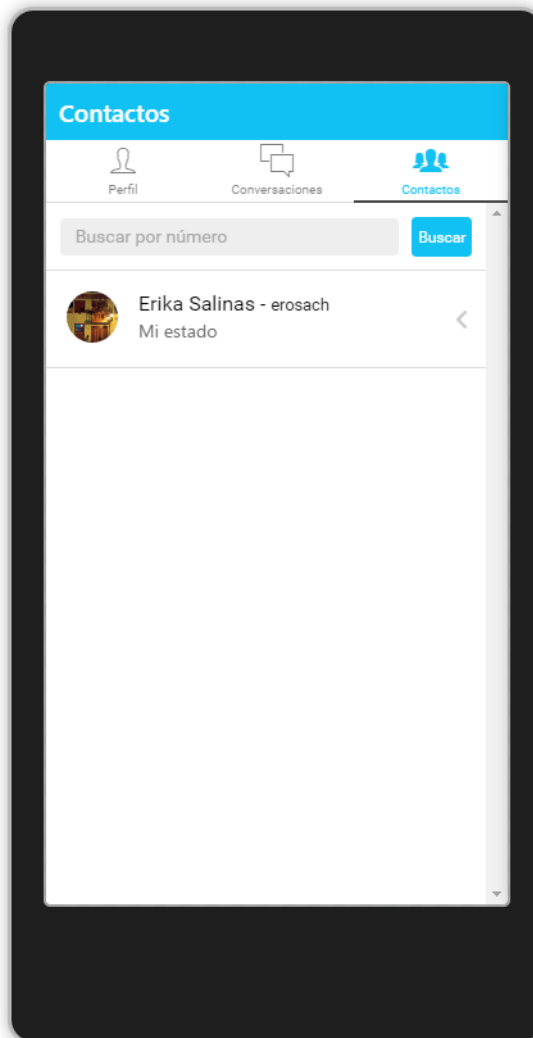 Contactos
Perfil Conversaciones Contactos
Buscar por número Buscar
Erika Salinas - erosach
Mi estado